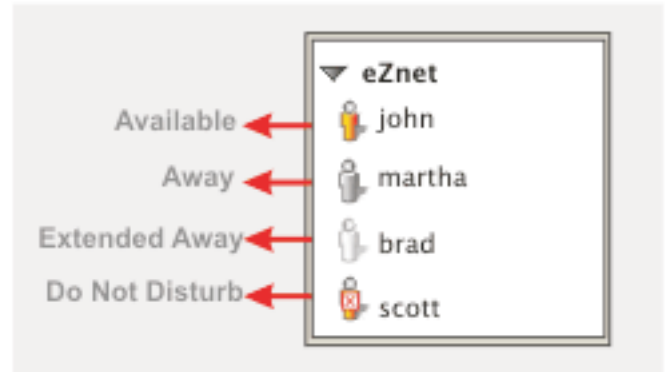 eZnet
Available john
Away martha
Extended Away brad
Do Not Disturb scott